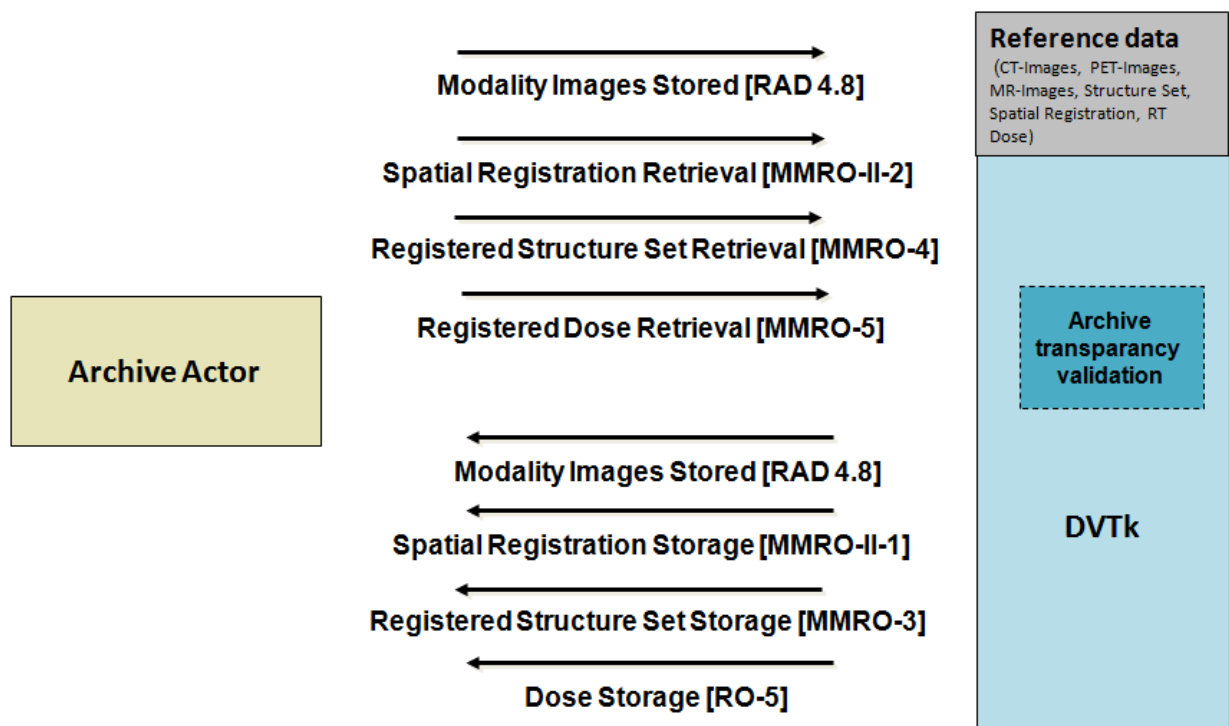 Modality Images Stored [RAD 4.8]
Spatial Registration Retrieval [MMRO-II-2]
Registered Structure Set Retrieval [MMRO-4]
Registered Dose Retrieval [MMRO-5]
Archive Actor
Modality Images Stored [RAD 4.8]
Spatial Registration Storage [MMRO-II-1]
Registered Structure Set Storage [MMRO-3]
Dose Storage [RO-5]
Reference data
(CT-Images, PET-Images,
MR-Images, Structure Set,
Spatial Registration, RT
Dose)
Archive
transparancy
validation
DVTk